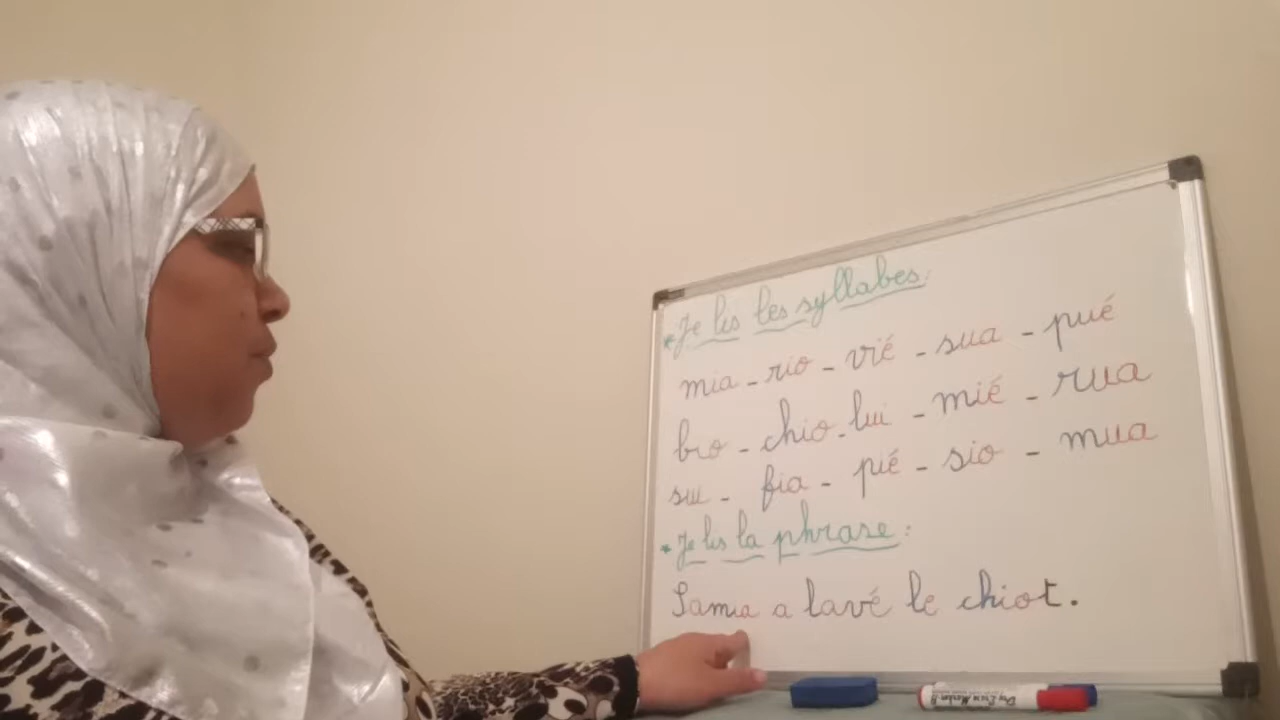 * Je lis les syllabes:
mia - rio - vié - sua - pué
bio - chio - lui - mié - rua
sui - fia - pié - sio - mua
* Je lis la phrase :
Samia a lavé le chiot.